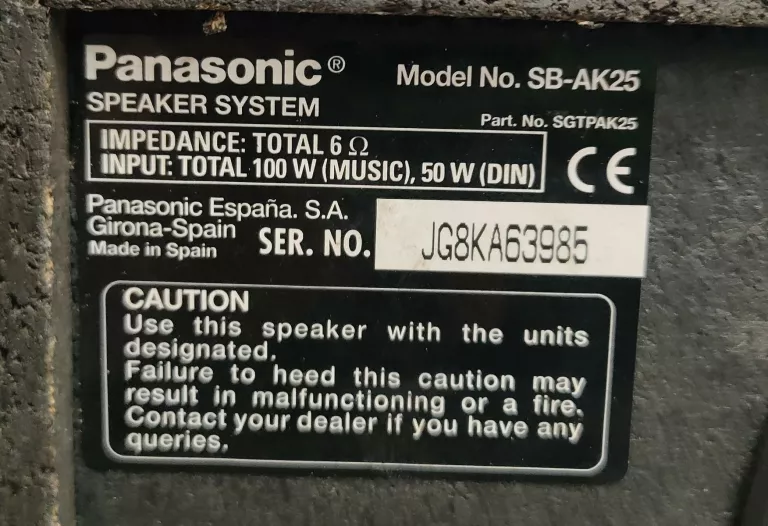 Panasonic®
Model No. SB-AK25
SPEAKER SYSTEM
Part. No. SGTPAK25
IMPEDANCE: TOTAL 6 Ω
INPUT: TOTAL 100 W (MUSIC), 50 W (DIN)
CE
Panasonic España. S.A.
Girona-Spain
Made in Spain
SER. NO. JG8KA63985
CAUTION
Use this speaker with the units
designated.
Failure to heed this caution may
result in malfunctioning or a fire.
Contact your dealer if you have any
queries.